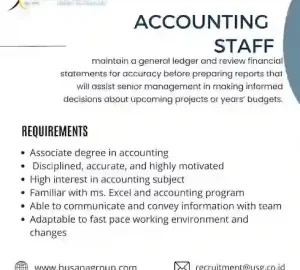 ACCOUNTING
STAFF
maintain a general ledger and review financial
statements for accuracy before preparing reports that
will assist senior management in making informed
decisions about upcoming projects or years' budgets.
REQUIREMENTS
• Associate degree in accounting
• Disciplined, accurate, and highly motivated
• High interest in accounting subject
• Familiar with ms. Excel and accounting program
• Able to communicate and convey information with team
• Adaptable to fast pace working environment and
changes
www.busanagroup.com
recruitment@usg.co.id